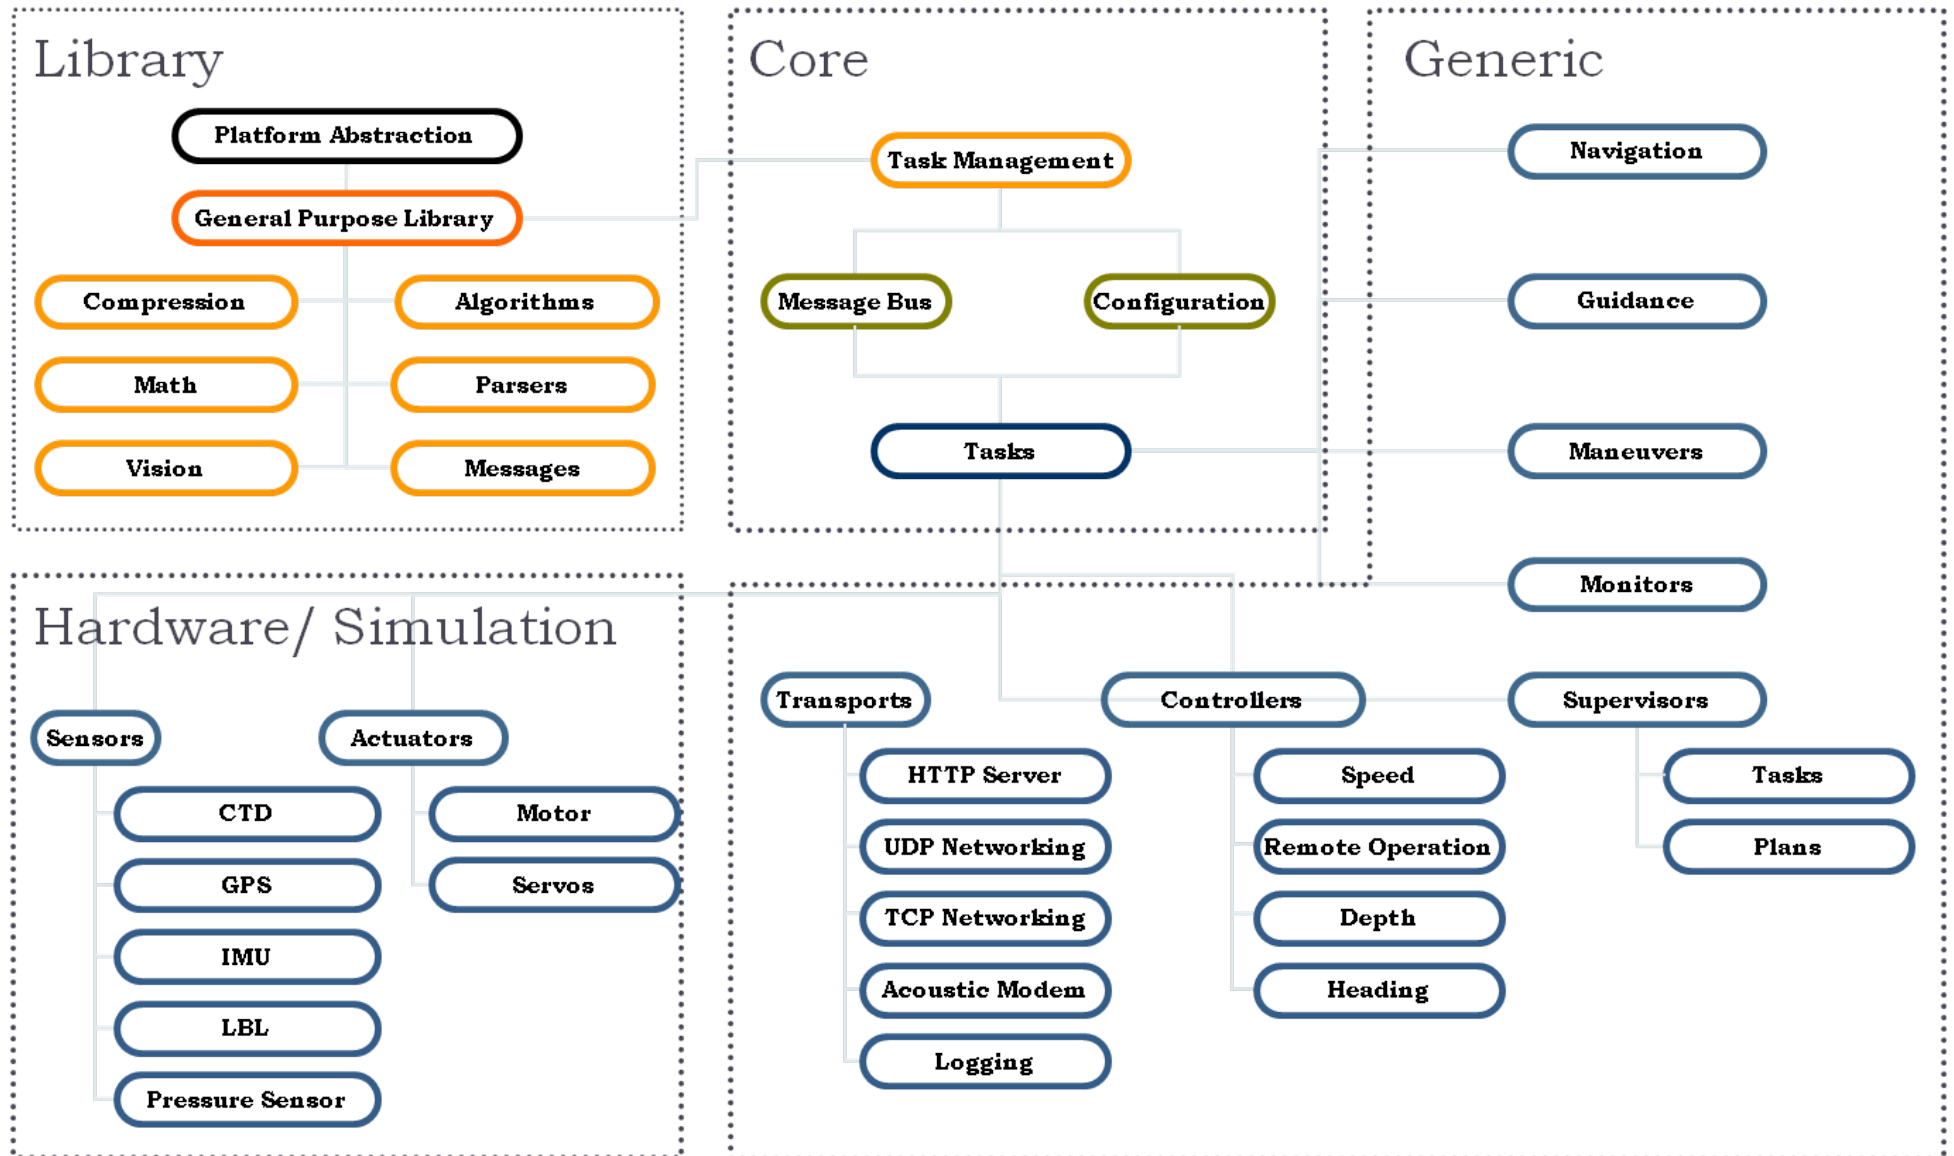 Library
Platform Abstraction
General Purpose Library
Compression
Algorithms
Math
Parsers
Vision
Messages
Core
Task Management
Message Bus
Configuration
Tasks
Generic
Navigation
Guidance
Maneuvers
Monitors
Supervisors
Tasks
Plans
Controllers
Speed
Remote Operation
Depth
Heading
Transports
HTTP Server
UDP Networking
TCP Networking
Acoustic Modem
Logging
Hardware/ Simulation
Sensors
CTD
GPS
IMU
LBL
Pressure Sensor
Actuators
Motor
Servos